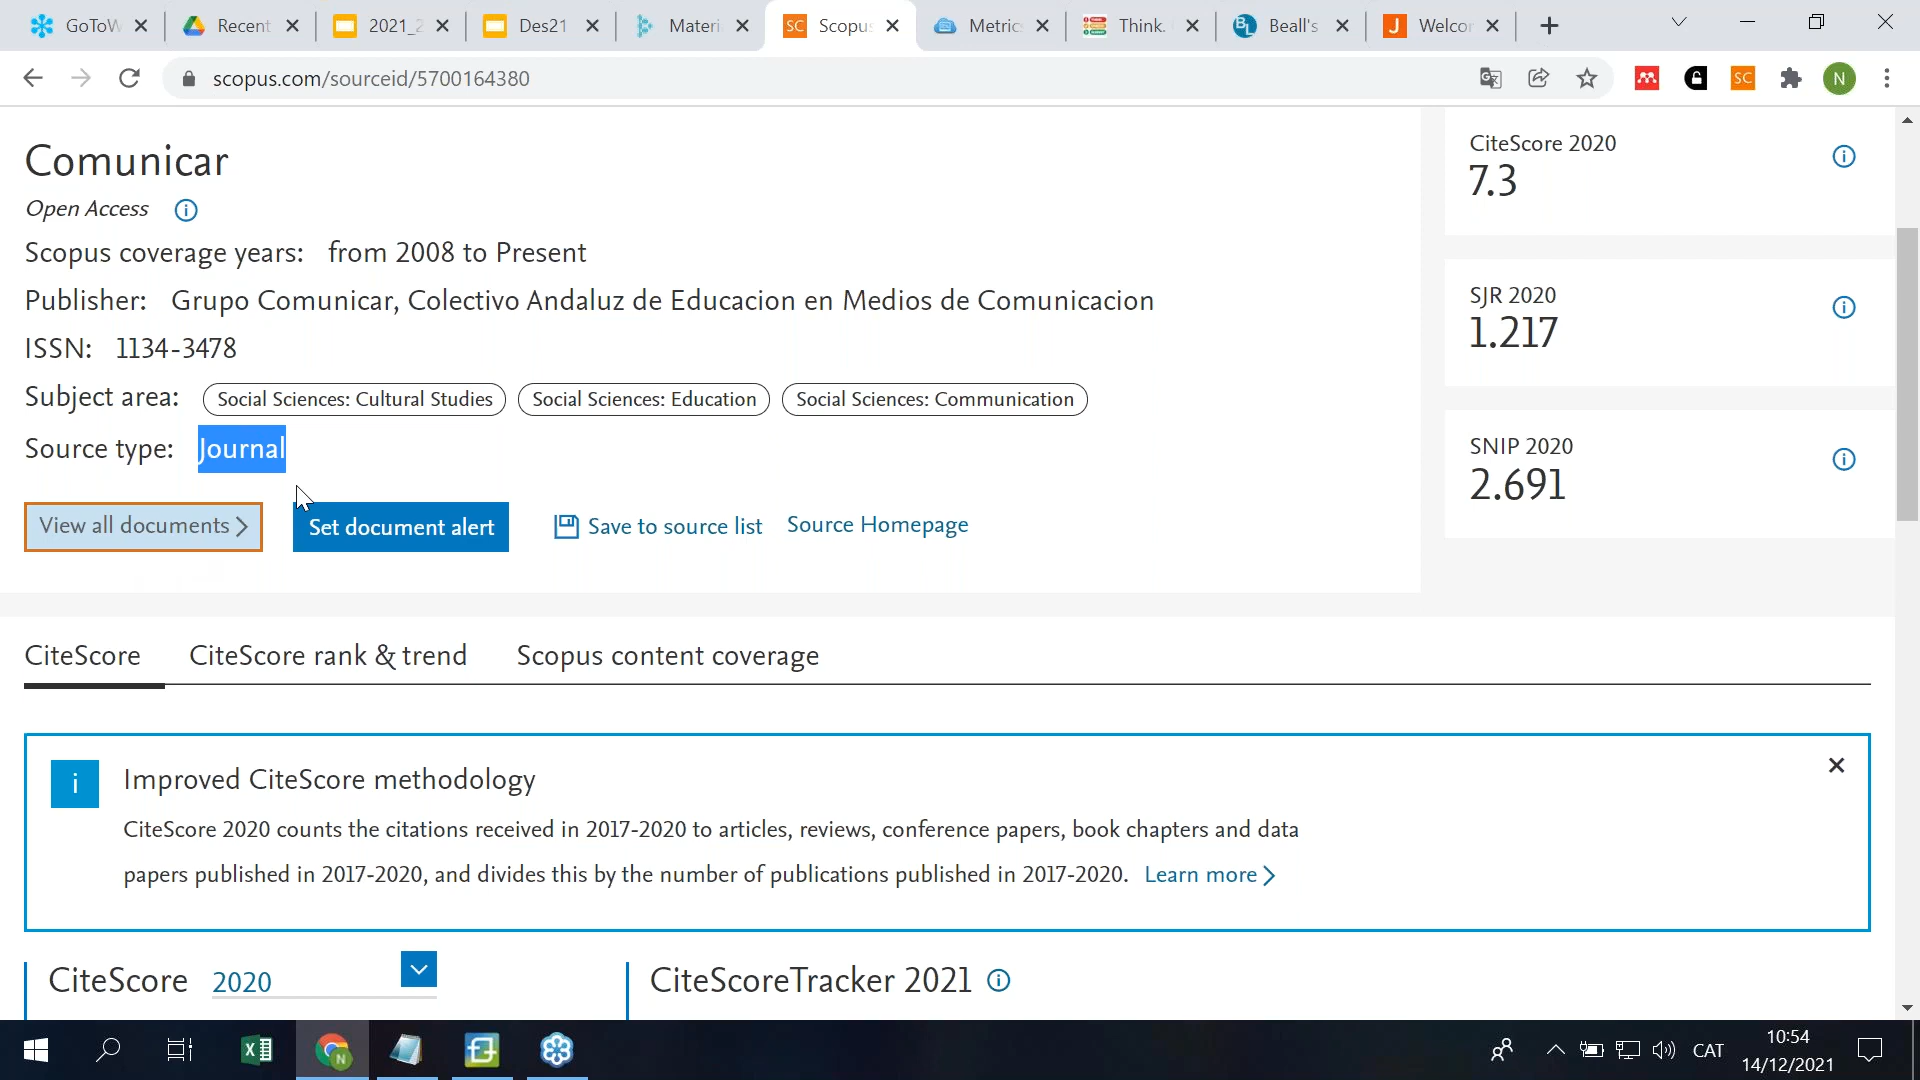 GoToW
Recent
2021_2
Des21
Materi
Scopus
Metric
Think.
Beall's
Welcor
scopus.com/sourceid/5700164380
SC
N
Comunicar
Open Access
Scopus coverage years: from 2008 to Present
Publisher: Grupo Comunicar, Colectivo Andaluz de Educacion en Medios de Comunicacion
ISSN: 1134-3478
Subject area: Social Sciences: Cultural Studies Social Sciences: Education Social Sciences: Communication
Source type: Journal
View all documents
Set document alert
Save to source list
Source Homepage
CiteScore 2020
7.3
SJR 2020
1.217
SNIP 2020
2.691
CiteScore
CiteScore rank & trend
Scopus content coverage
Improved CiteScore methodology
CiteScore 2020 counts the citations received in 2017-2020 to articles, reviews, conference papers, book chapters and data
papers published in 2017-2020, and divides this by the number of publications published in 2017-2020. Learn more
CiteScore 2020
CiteScoreTracker 2021
CAT
10:54
14/12/2021